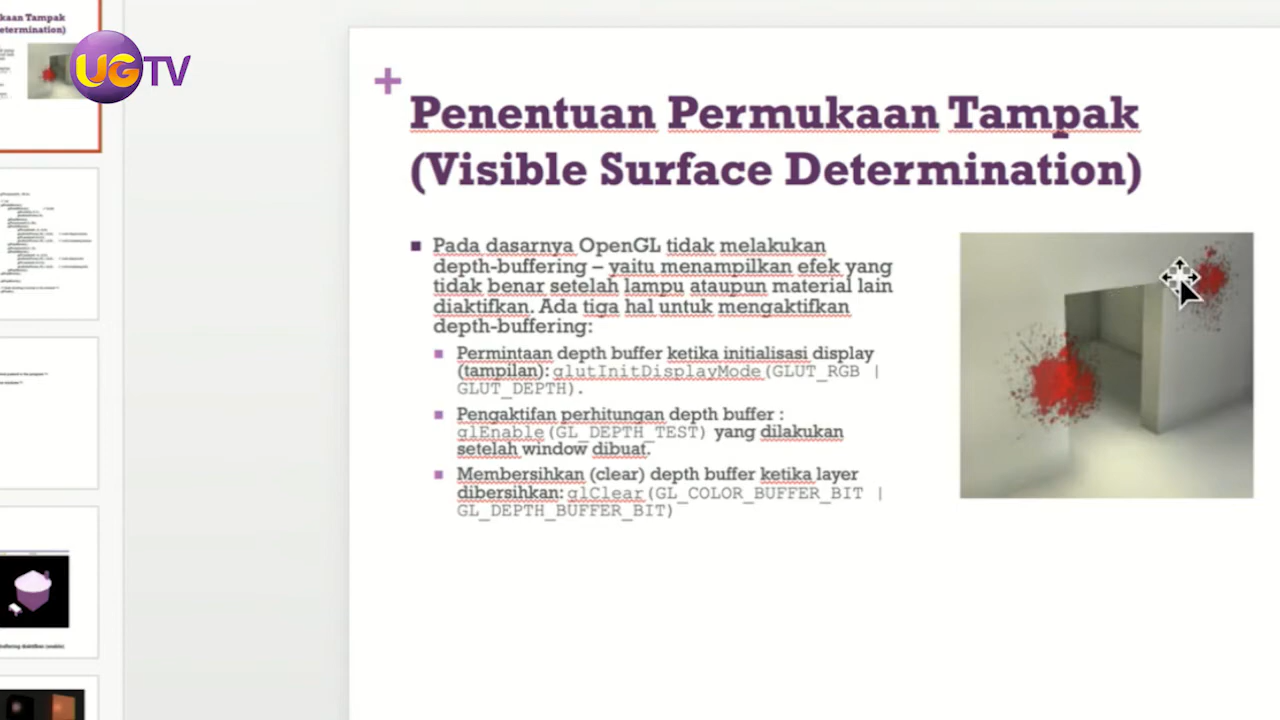 kaan Tampak
etermination)
UGTV
+
Penentuan Permukaan Tampak
(Visible Surface Determination)
Pada dasarnya OpenGL tidak melakukan
depth-buffering – yaitu menampilkan efek yang
tidak benar setelah lampu ataupun material lain
diaktifkan. Ada tiga hal untuk mengaktifkan
depth-buffering:
Permintaan depth buffer ketika initialisasi display
(tampilan): glutInitDisplayMode(GLUT_RGB |
GLUT_DEPTH).
Pengaktifan perhitungan depth buffer :
glEnable(GL_DEPTH_TEST) yang dilakukan
setelah window dibuat.
Membersihkan (clear) depth buffer ketika layer
dibersihkan: glClear(GL_COLOR_BUFFER_BIT |
GL_DEPTH_BUFFER_BIT)